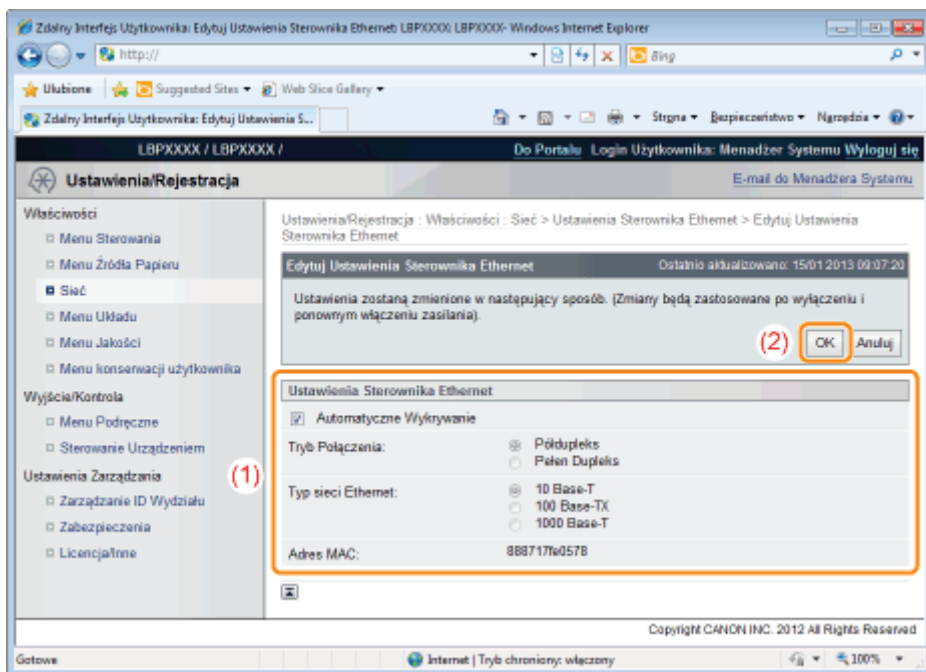 Zdalny Interfejs Użytkownika: Edytuj Ustawienia Sterownika Ethernet: LBPXXXX: LBPXXXX- Windows Internet Explorer
http://
Bing
Ulubione Suggested Sites Web Slice Gallery
Zdalny Interfejs Użytkownika: Edytuj Ustawienia S... Strona Bezpieczeństwo Narzędzia
LBPXXXX / LBPXXXX / Do Portalu Login Użytkownika: Menadżer Systemu Wyloguj się
Ustawienia/Rejestracja E-mail do Menadżera Systemu
Właściwości
Menu Sterowania
Menu Źródła Papieru
Sieć
Menu Układu
Menu Jakości
Menu konserwacji użytkownika
Wyjście/Kontrola
Menu Podręczne
Sterowanie Urządzeniem
Ustawienia Zarządzania
Zarządzanie ID Wydziału
Zabezpieczenia
Licencja/Inne
Ustawienia/Rejestracja : Właściwości : Sieć > Ustawienia Sterownika Ethernet > Edytuj Ustawienia
Sterownika Ethernet
Edytuj Ustawienia Sterownika Ethernet Ostatnio aktualizowano: 15/01 2013 09:07:20
Ustawienia zostaną zmienione w następujący sposób. (Zmiany będą zastosowane po wyłączeniu i
ponownym włączeniu zasilania).
(2) OK Anuluj
(1)
Ustawienia Sterownika Ethernet
Automatyczne Wykrywanie
Tryb Połączenia: Półdupleks
Pełen Dupleks
Typ sieci Ethernet: 10 Base-T
100 Base-TX
1000 Base-T
Adres MAC: 888717fe0578
Copyright CANON INC. 2012 All Rights Reserved
Gotowe Internet | Tryb chroniony: włączony 100%